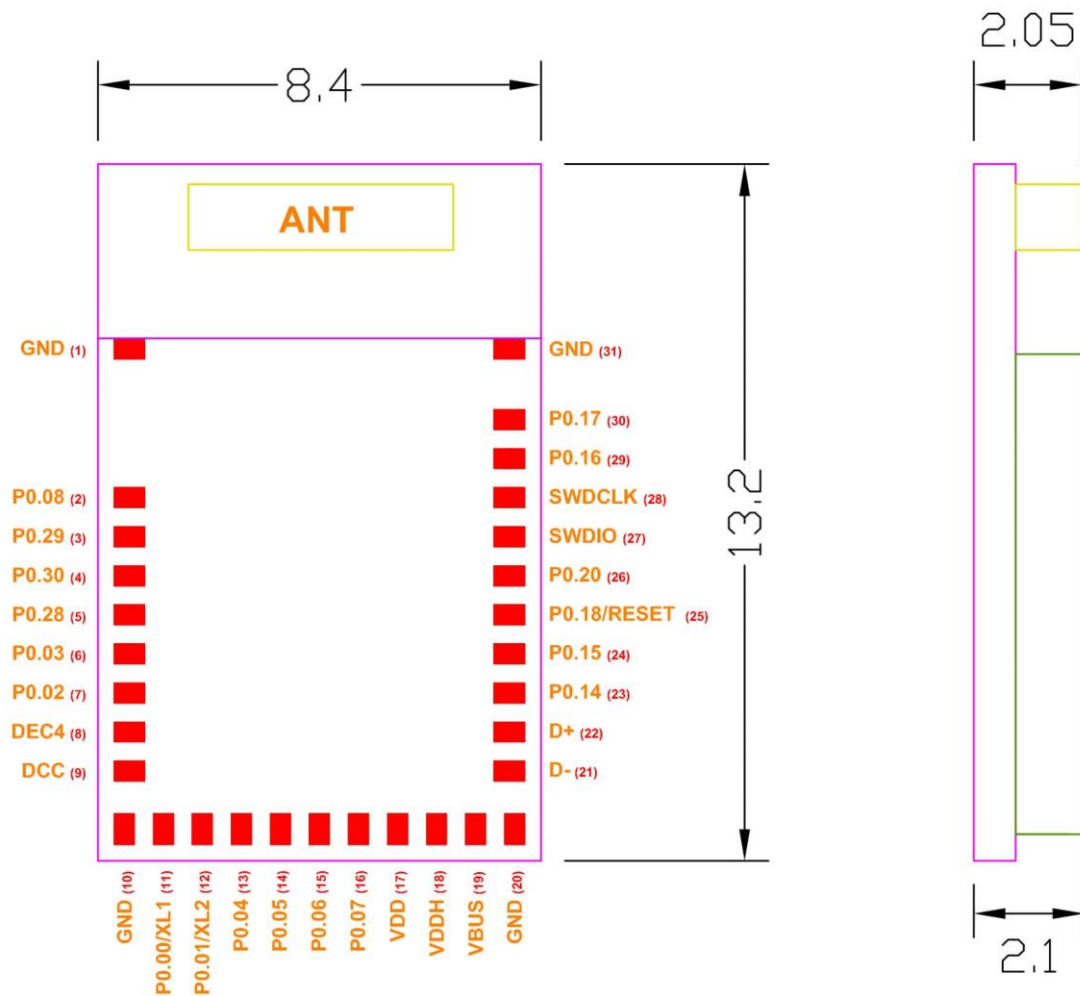 2.05
8.4
ANT
GND (1)
GND (31)
P0.17 (30)
P0.16 (29)
P0.08 (2)
SWDCLK (28)
P0.29 (3)
SWDIO (27)
P0.30 (4)
P0.20 (26)
P0.28 (5)
P0.18/RESET (25)
P0.03 (6)
P0.15 (24)
P0.02 (7)
P0.14 (23)
DEC4 (8)
D+ (22)
DCC (9)
D- (21)
13.2
GND (10)
P0.00/XL1 (11)
P0.01/XL2 (12)
P0.04 (13)
P0.05 (14)
P0.06 (15)
P0.07 (16)
VDD (17)
VDDH (18)
VBUS (19)
GND (20)
2.1